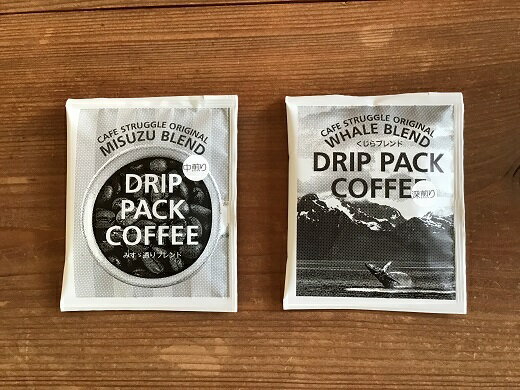 CAFE STRUGGLE ORIGINAL
MISUZU BLEND
中煎り
DRIP
PACK
COFFEE
みすゞ通りブレンド
CAFE STRUGGLE ORIGINAL
WHALE BLEND
くじらブレンド
DRIP PACK
COFFEE
深煎り